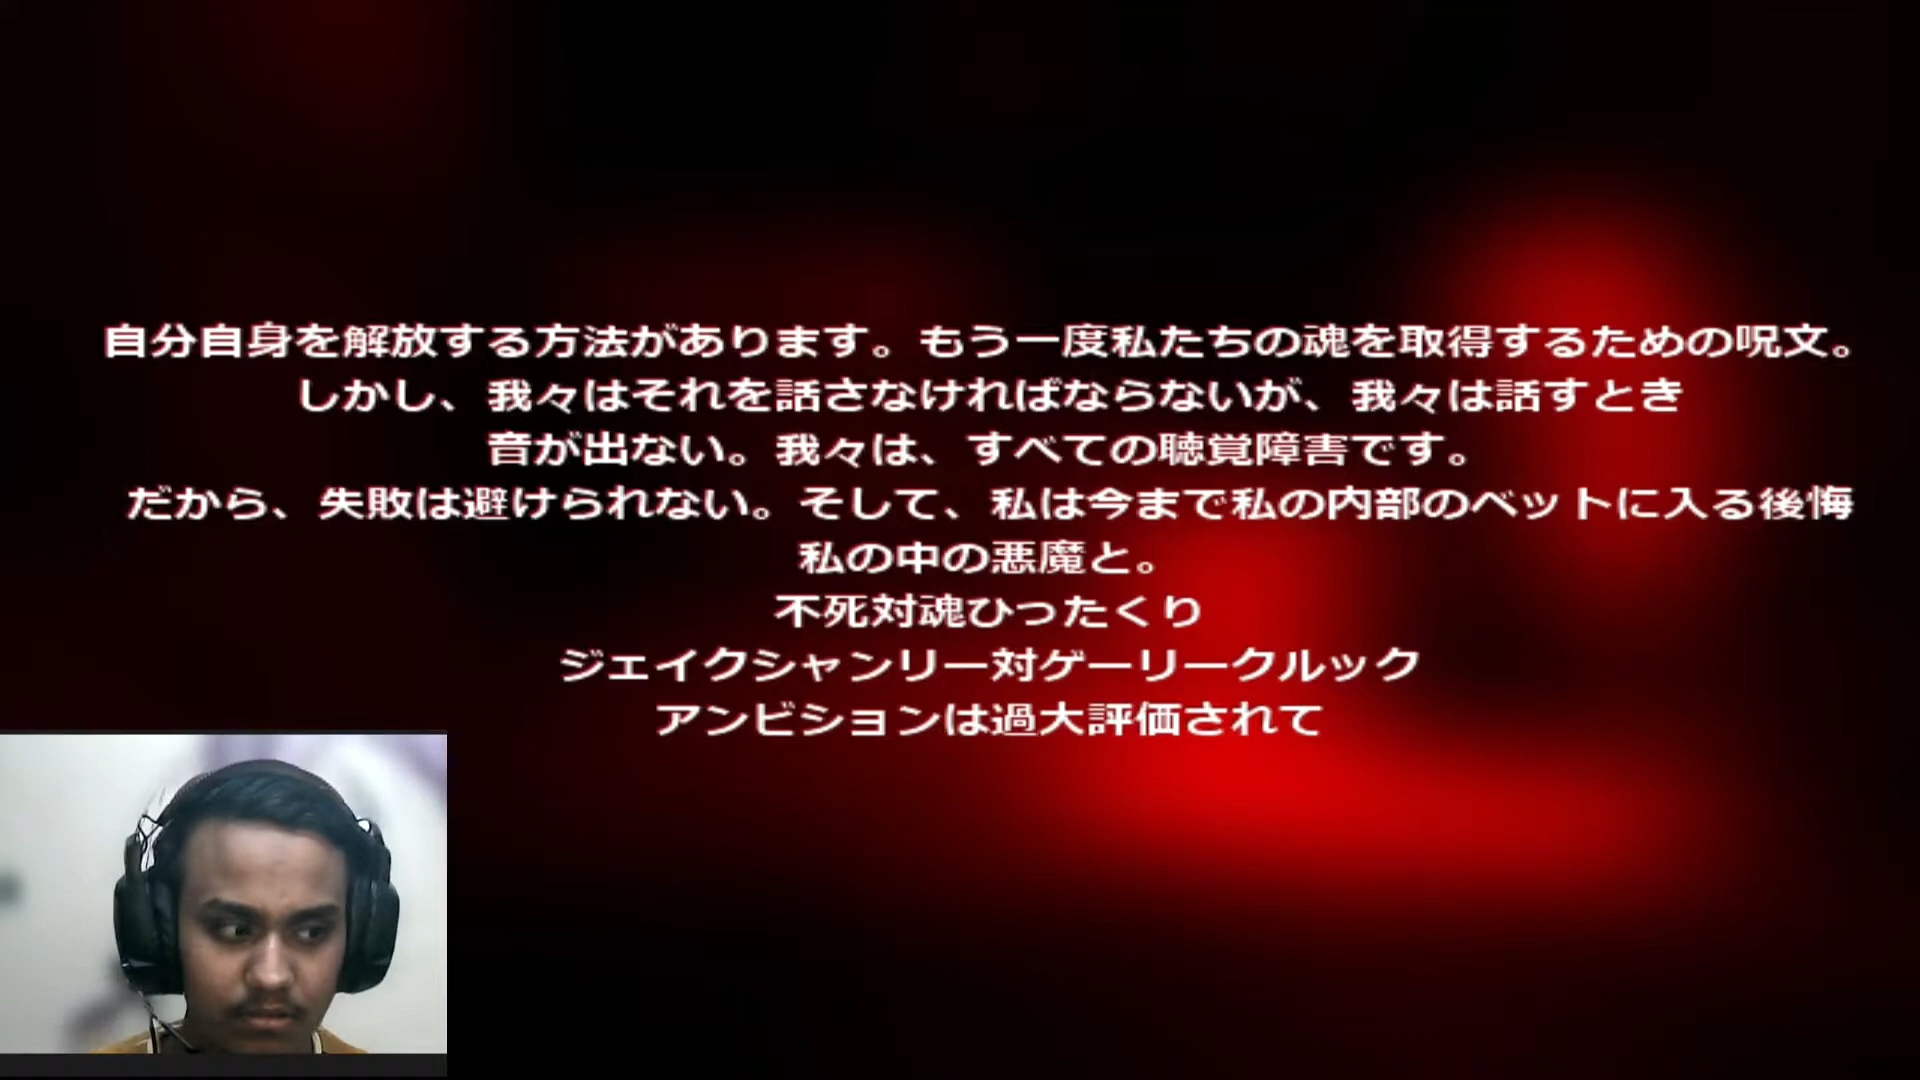 自分自身を解放する方法があります。もう一度私たちの魂を取得するための呪文。
しかし、我々はそれを話さなければならないが、我々は話すとき
音が出ない。我々は、すべての聴覚障害です。
だから、失敗は避けられない。そして、私は今まで私の内部のベットに入る後悔
私の中の悪魔と。
不死対魂ひったくり
ジェイクシャンリー対ゲーリークルック
アンビションは過大評価されて